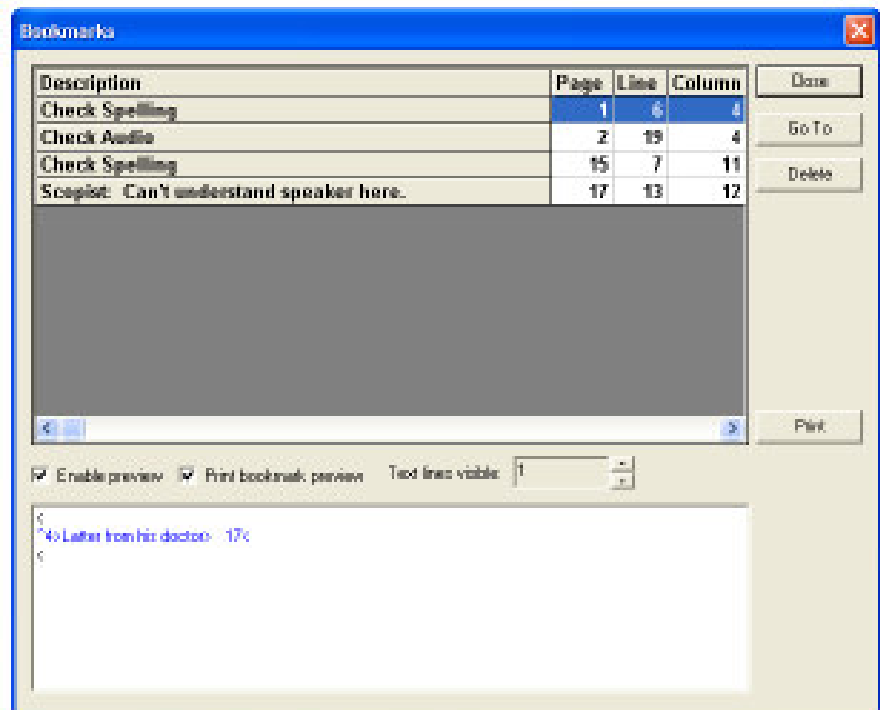 Bookmarks
Description Page Line Column
Check Spelling 1 6 4
Check Audio 2 19 4
Check Spelling 15 7 11
Scopist: Can't understand speaker here. 17 13 12
Close
Go To
Delete
Print
Enable preview Print bookmark preview Text lines visible: 1
<
^4> Letter from his doctor> 17<
<